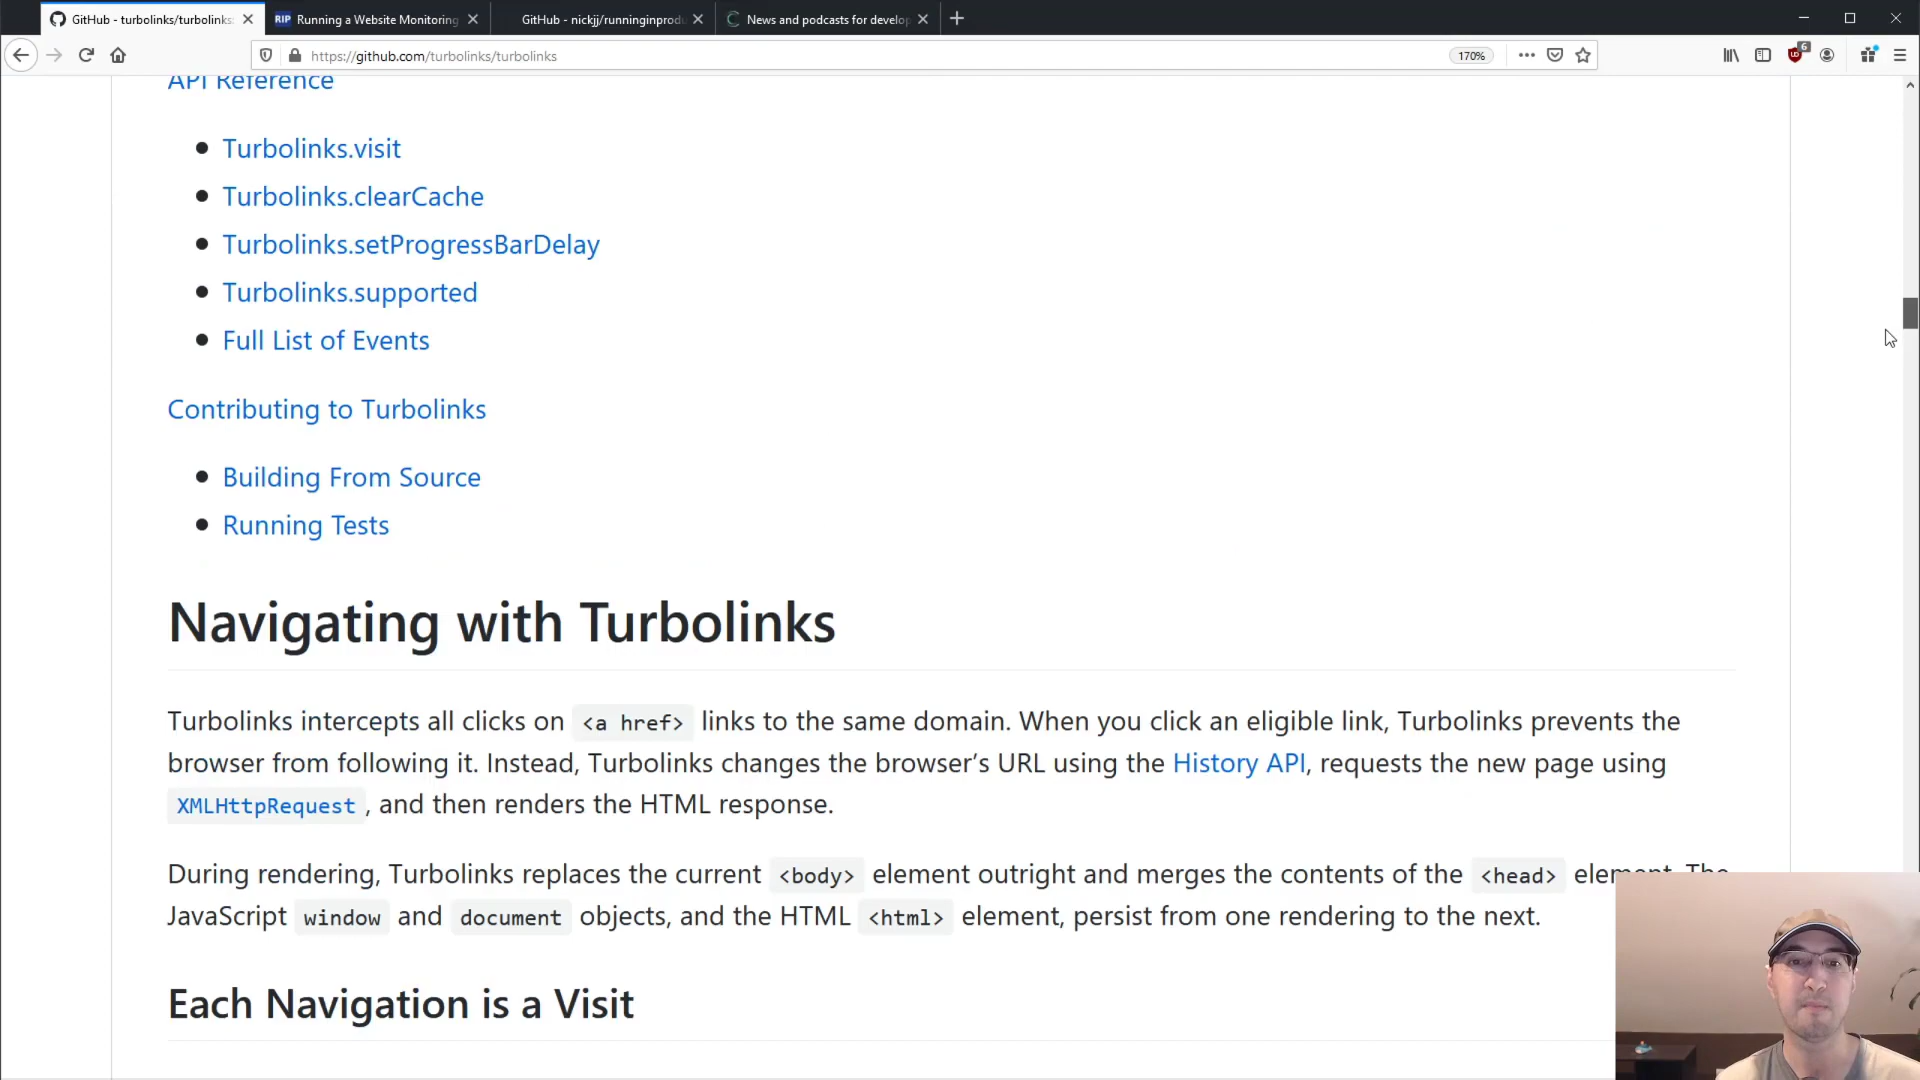 GitHub - turbolinks/turbolinks:
RIP Running a Website Monitoring
GitHub - nickjj/runninginprodu
News and podcasts for develop
https://github.com/turbolinks/turbolinks
170%
6
API Reference
Turbolinks.visit
Turbolinks.clearCache
Turbolinks.setProgressBarDelay
Turbolinks.supported
Full List of Events
Contributing to Turbolinks
Building From Source
Running Tests
Navigating with Turbolinks
Turbolinks intercepts all clicks on <a href> links to the same domain. When you click an eligible link, Turbolinks prevents the
browser from following it. Instead, Turbolinks changes the browser’s URL using the History API, requests the new page using
XMLHttpRequest, and then renders the HTML response.
During rendering, Turbolinks replaces the current <body> element outright and merges the contents of the <head> element. The
JavaScript window and document objects, and the HTML <html> element, persist from one rendering to the next.
Each Navigation is a Visit